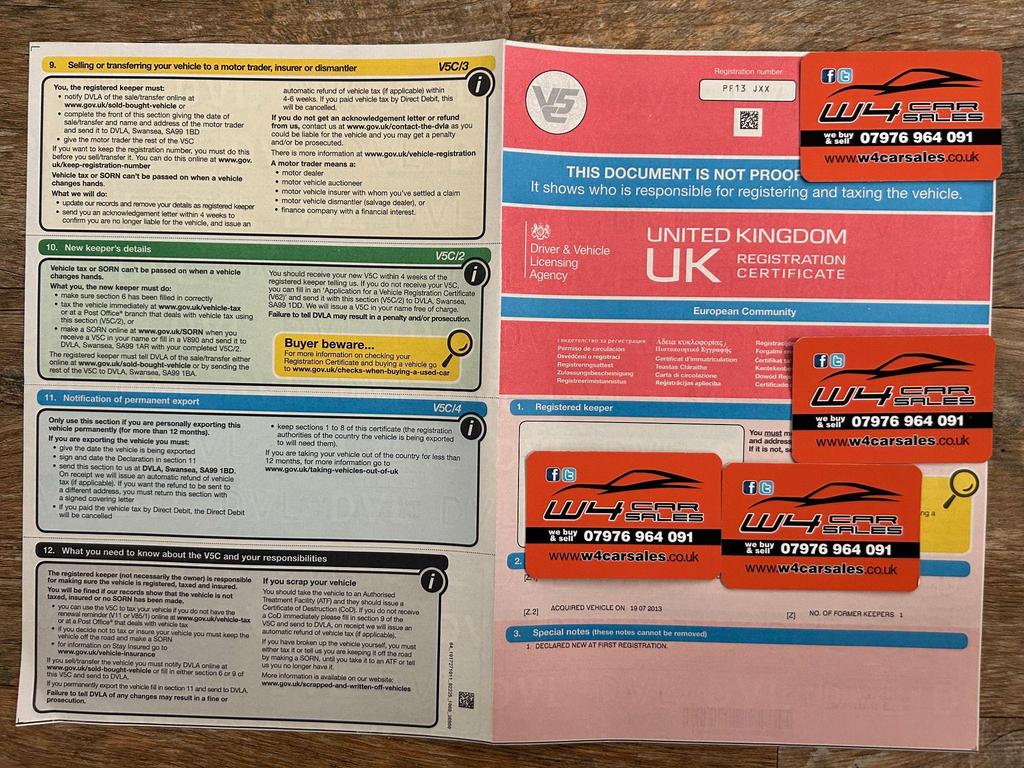 9. Selling or transferring your vehicle to a motor trader, insurer or dismantler V5C/3
You, the registered keeper must:
• notify DVLA of the sale/transfer online at
www.gov.uk/sold-bought-vehicle or
• complete the front of this section giving the date of
sale/transfer and name and address of the motor trader
and send it to DVLA, Swansea, SA99 1BD
• give the motor trader the rest of the V5C
If you want to keep the registration number, you must do this
before you sell/transfer it. You can do this online at www.gov.
uk/keep-registration-number
Vehicle tax or SORN can't be passed on when a vehicle
changes hands.
What we will do:
• update our records and remove your details as registered keeper
• send you an acknowledgement letter within 4 weeks to
confirm you are no longer liable for the vehicle, and issue an
automatic refund of vehicle tax (if applicable) within
4-6 weeks. If you paid vehicle tax by Direct Debit, this
will be cancelled.
If you do not get an acknowledgement letter or refund
from us, contact us at www.gov.uk/contact-the-dvla as you
could be liable for the vehicle and you may get a penalty
and/or be prosecuted.
There is more information at www.gov.uk/vehicle-registration
A motor trader means a:
• motor dealer
• motor vehicle auctioneer
• motor vehicle insurer with whom you've settled a claim
• motor vehicle dismantler (salvage dealer), or
• finance company with a financial interest.
10. New keeper's details V5C/2
Vehicle tax or SORN can't be passed on when a vehicle
changes hands.
What you, the new keeper must do:
• make sure section 6 has been filled in correctly
• tax the vehicle immediately at www.gov.uk/vehicle-tax
or at a Post Office® branch that deals with vehicle tax using
this section (V5C/2), or
• make a SORN online at www.gov.uk/SORN when you
receive a V5C in your name or fill in a V890 and send it to
DVLA, Swansea, SA99 1AR with your completed V5C/2.
The registered keeper must tell DVLA of the sale/transfer either
online at www.gov.uk/sold-bought-vehicle or by sending the
rest of the V5C to DVLA, Swansea, SA99 1BA.
You should receive your new V5C within 4 weeks of the
registered keeper telling us. If you do not receive your V5C,
you can fill in an 'Application for a Vehicle Registration Certificate
(V62)' and send it with this section (V5C/2) to DVLA, Swansea,
SA99 1DD. We will issue a V5C in your name free of charge.
Failure to tell DVLA may result in a penalty and/or prosecution.
Buyer beware...
For more information on checking your
Registration Certificate and buying a vehicle go
to www.gov.uk/checks-when-buying-a-used-car
11. Notification of permanent export V5C/4
Only use this section if you are personally exporting this
vehicle permanently (for more than 12 months).
If you are exporting the vehicle you must:
• give the date the vehicle is being exported
• sign and date the Declaration in section 11
• send this section to us at DVLA, Swansea, SA99 1BD.
On receipt we will issue an automatic refund of vehicle
tax (if applicable). If you want the refund to be sent to
a different address, you must return this section with
a signed covering letter
• if you paid the vehicle tax by Direct Debit, the Direct Debit
will be cancelled
• keep sections 1 to 8 of this certificate (the registration
authorities of the country the vehicle is being exported
to will need them).
If you are taking your vehicle out of the country for less than
12 months, for more information go to
www.gov.uk/taking-vehicles-out-of-uk
12. What you need to know about the V5C and your responsibilities
The registered keeper (not necessarily the owner) is responsible
for making sure the vehicle is registered, taxed and insured.
You will be fined if our records show that the vehicle is not
taxed, insured or no SORN has been made.
• you can use the V5C to tax your vehicle if you do not have the
renewal reminder (V11 or V85/1) online at www.gov.uk/vehicle-tax
or at a Post Office® that deals with vehicle tax
• if you decide not to tax or insure your vehicle you must keep the
vehicle off the road and make a SORN
• for information on Stay Insured go to
www.gov.uk/vehicle-insurance
If you sell/transfer the vehicle you must notify DVLA online at
www.gov.uk/sold-bought-vehicle or fill in either section 6 or 9 of
this V5C and send to DVLA.
If you permanently export the vehicle fill in section 11 and send to DVLA.
Failure to tell DVLA of any changes may result in a fine or
prosecution.
If you scrap your vehicle
You should take the vehicle to an Authorised
Treatment Facility (ATF) and they should issue a
Certificate of Destruction (CoD). If you do not receive
a CoD immediately please fill in section 9 of the
V5C and send to DVLA, on receipt we will issue an
automatic refund of vehicle tax (if applicable).
If you have broken up the vehicle yourself, you must
either tax it or tell us you are keeping it off the road
by making a SORN, until you take it to an ATF or tell
us you no longer have it.
More information is available on our website:
www.gov.uk/scrapped-and-written-off-vehicles
V5C
Registration number
PF13 JXX
THIS DOCUMENT IS NOT PROOF
It shows who is responsible for registering and taxing the vehicle.
Driver & Vehicle
Licensing
Agency
UNITED KINGDOM
UK REGISTRATION
CERTIFICATE
European Community
Permiso de circulación
Osvědčení o registraci
Registreringsattest
Zulassungsbescheinigung
Registreerimistunnistus
Άδεια κυκλοφορίας /
Πιστοποιητικό Εγγραφής
Certificat d'immatriculation
Teastas Chláraithe
Carta di circolazione
Reģistrācijas apliecība
1. Registered keeper
You must
and address
If it is not,
ng a
2.
[Z.2] ACQUIRED VEHICLE ON 19 07 2013 [Z] NO. OF FORMER KEEPERS 1
3. Special notes (these notes cannot be removed)
1. DECLARED NEW AT FIRST REGISTRATION.
W4 CAR SALES
we buy & sell 07976 964 091
www.w4carsales.co.uk
W4 CAR SALES
we buy & sell 07976 964 091
www.w4carsales.co.uk
W4 CAR SALES
we buy & sell 07976 964 091
www.w4carsales.co.uk
W4 CAR SALES
we buy & sell 07976 964 091
www.w4carsales.co.uk